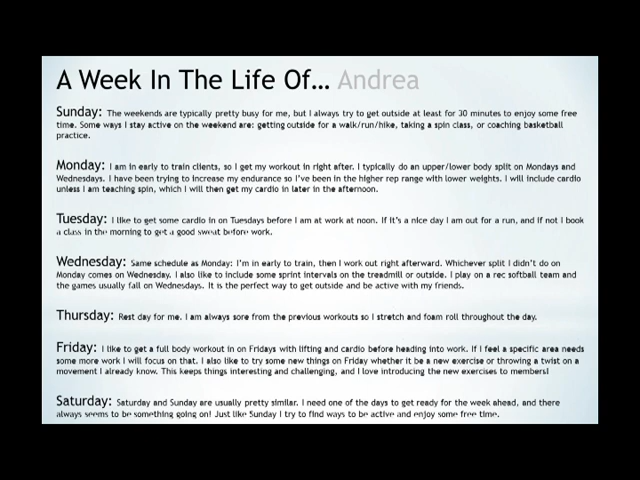 A Week In The Life Of... Andrea
Sunday: The weekends are typically pretty busy for me, but I always try to get outside at least for 30 minutes to enjoy some free
time. Some ways I stay active on the weekend are: getting outside for a walk/run/hike, taking a spin class, or coaching basketball
practice.
Monday: I am in early to train clients, so I get my workout in right after. I typically do an upper/lower body split on Mondays and
Wednesdays. I have been trying to increase my endurance so I've been in the higher rep range with lower weights. I will include cardio
unless I am teaching spin, which I will then get my cardio in later in the afternoon.
Tuesday: I like to get some cardio in on Tuesdays before I am at work at noon. If it's a nice day I am out for a run, and if not I book
a class in the morning to get a good sweat before work.
Wednesday: Same schedule as Monday: I'm in early to train, then I work out right afterward. Whichever split I didn't do on
Monday comes on Wednesday. I also like to include some sprint intervals on the treadmill or outside. I play on a rec softball team and
the games usually fall on Wednesdays. It is the perfect way to get outside and be active with my friends.
Thursday: Rest day for me. I am always sore from the previous workouts so I stretch and foam roll throughout the day.
Friday: I like to get a full body workout in on Fridays with lifting and cardio before heading into work. If I feel a specific area needs
some more work I will focus on that. I also like to try some new things on Friday whether it be a new exercise or throwing a twist on a
movement I already know. This keeps things interesting and challenging, and I love introducing the new exercises to members!
Saturday: Saturday and Sunday are usually pretty similar. I need one of the days to get ready for the week ahead, and there
always seems to be something going on! Just like Sunday I try to find ways to be active and enjoy some free time.